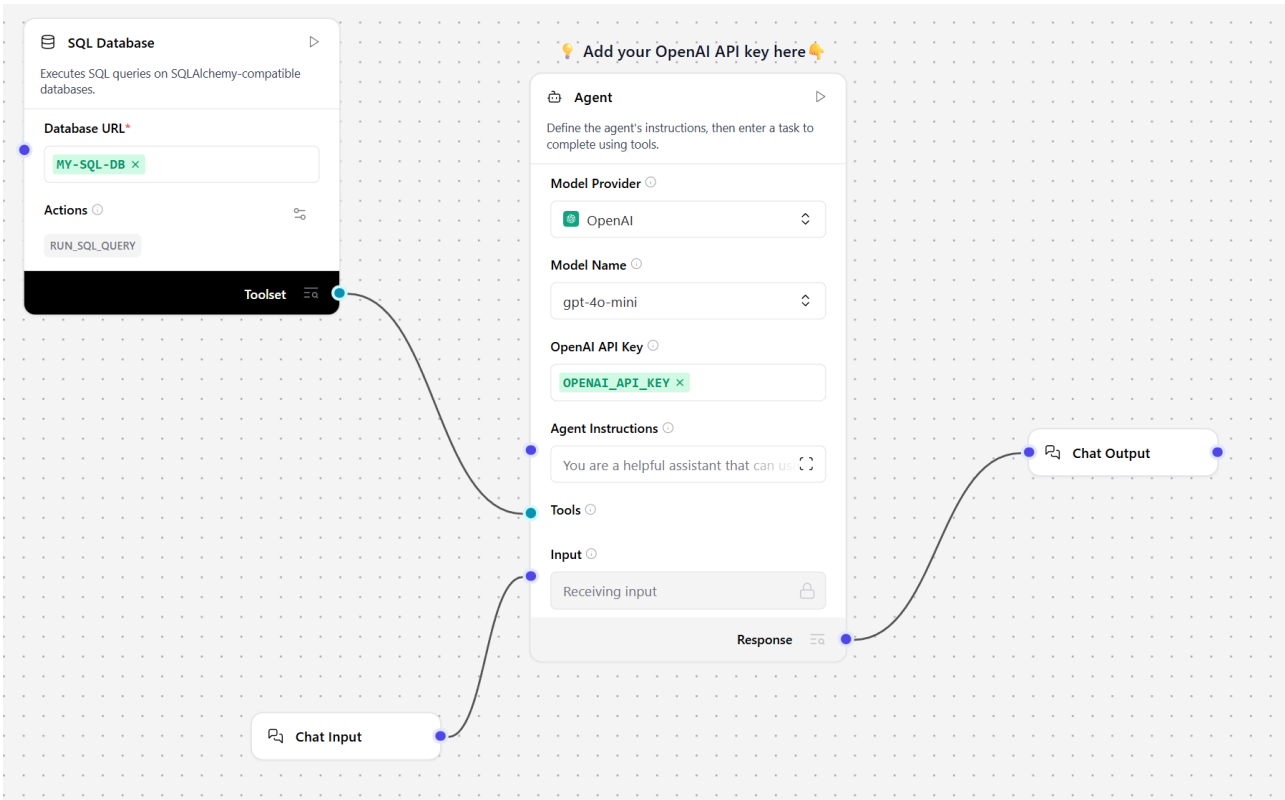 SQL Database
Executes SQL queries on SQLAlchemy-compatible
databases.
Database URL*
MY-SQL-DB ×
Actions
RUN_SQL_QUERY
Toolset
💡 Add your OpenAI API key here👇
Agent
Define the agent's instructions, then enter a task to
complete using tools.
Model Provider
OpenAI
Model Name
gpt-4o-mini
OpenAI API Key
OPENAI_API_KEY ×
Agent Instructions
You are a helpful assistant that can
Tools
Input
Receiving input
Response
Chat Output
Chat Input